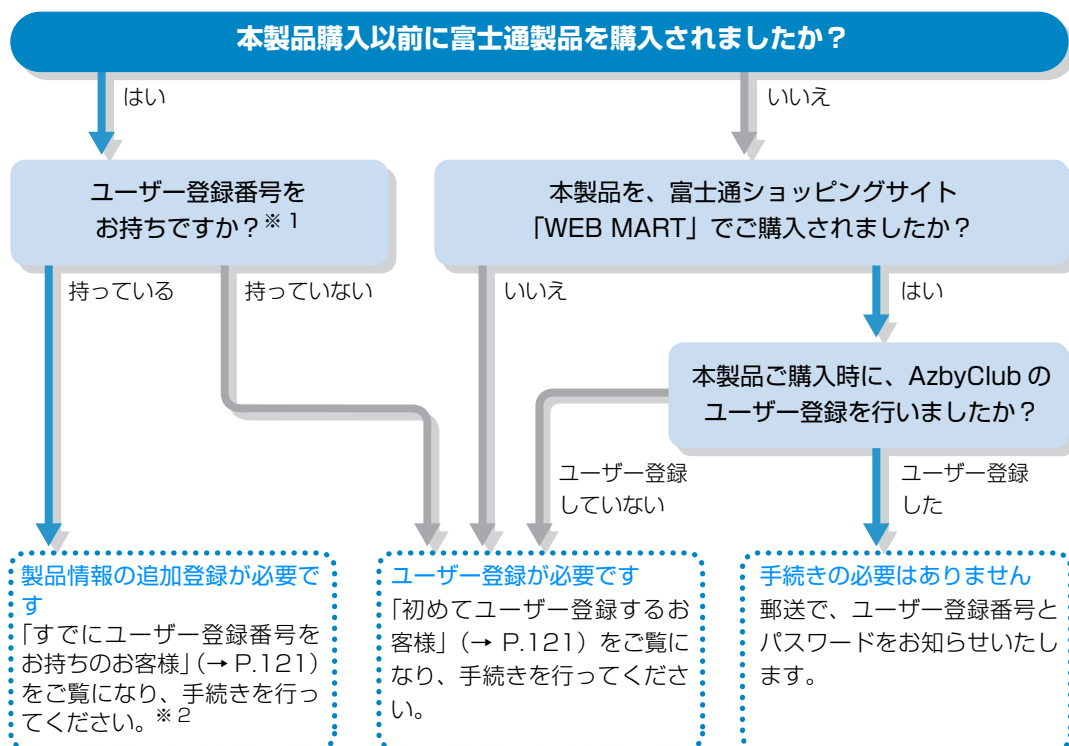 本製品購入以前に富士通製品を購入されましたか？
はい
いいえ
ユーザー登録番号を
お持ちですか？※1
本製品を、富士通ショッピングサイト
「WEB MART」でご購入されましたか？
持っている
持っていない
いいえ
はい
本製品ご購入時に、AzbyClub の
ユーザー登録を行いましたか？
ユーザー登録
していない
ユーザー登録
した
製品情報の追加登録が必要で
す
「すでにユーザー登録番号を
お持ちのお客様」（→ P.121）
をご覧になり、手続きを行っ
てください。※2
ユーザー登録が必要です
「初めてユーザー登録するお
客様」（→ P.121）をご覧に
なり、手続きを行ってくださ
い。
手続きの必要はありません
郵送で、ユーザー登録番号と
パスワードをお知らせいたし
ます。